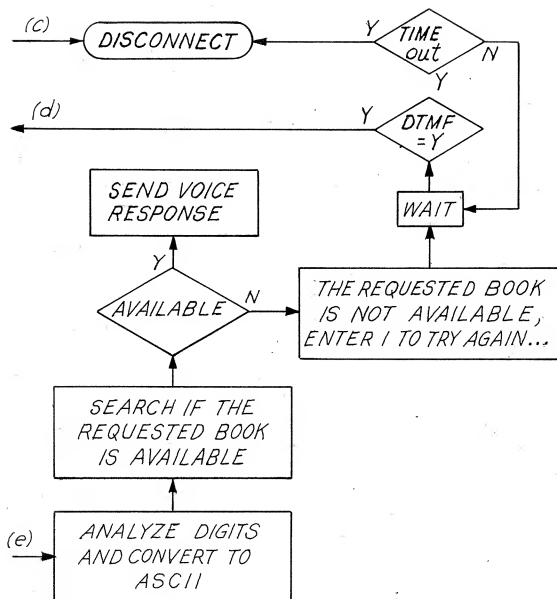 (c)
DISCONNECT
Y
TIME
out
N
Y
(d)
Y
DTMF
=Y
SEND VOICE
RESPONSE
WAIT
Y
AVAILABLE
N
THE REQUESTED BOOK
IS NOT AVAILABLE,
ENTER 1 TO TRY AGAIN...
SEARCH IF THE
REQUESTED BOOK
IS AVAILABLE
(e)
ANALYZE DIGITS
AND CONVERT TO
ASCII